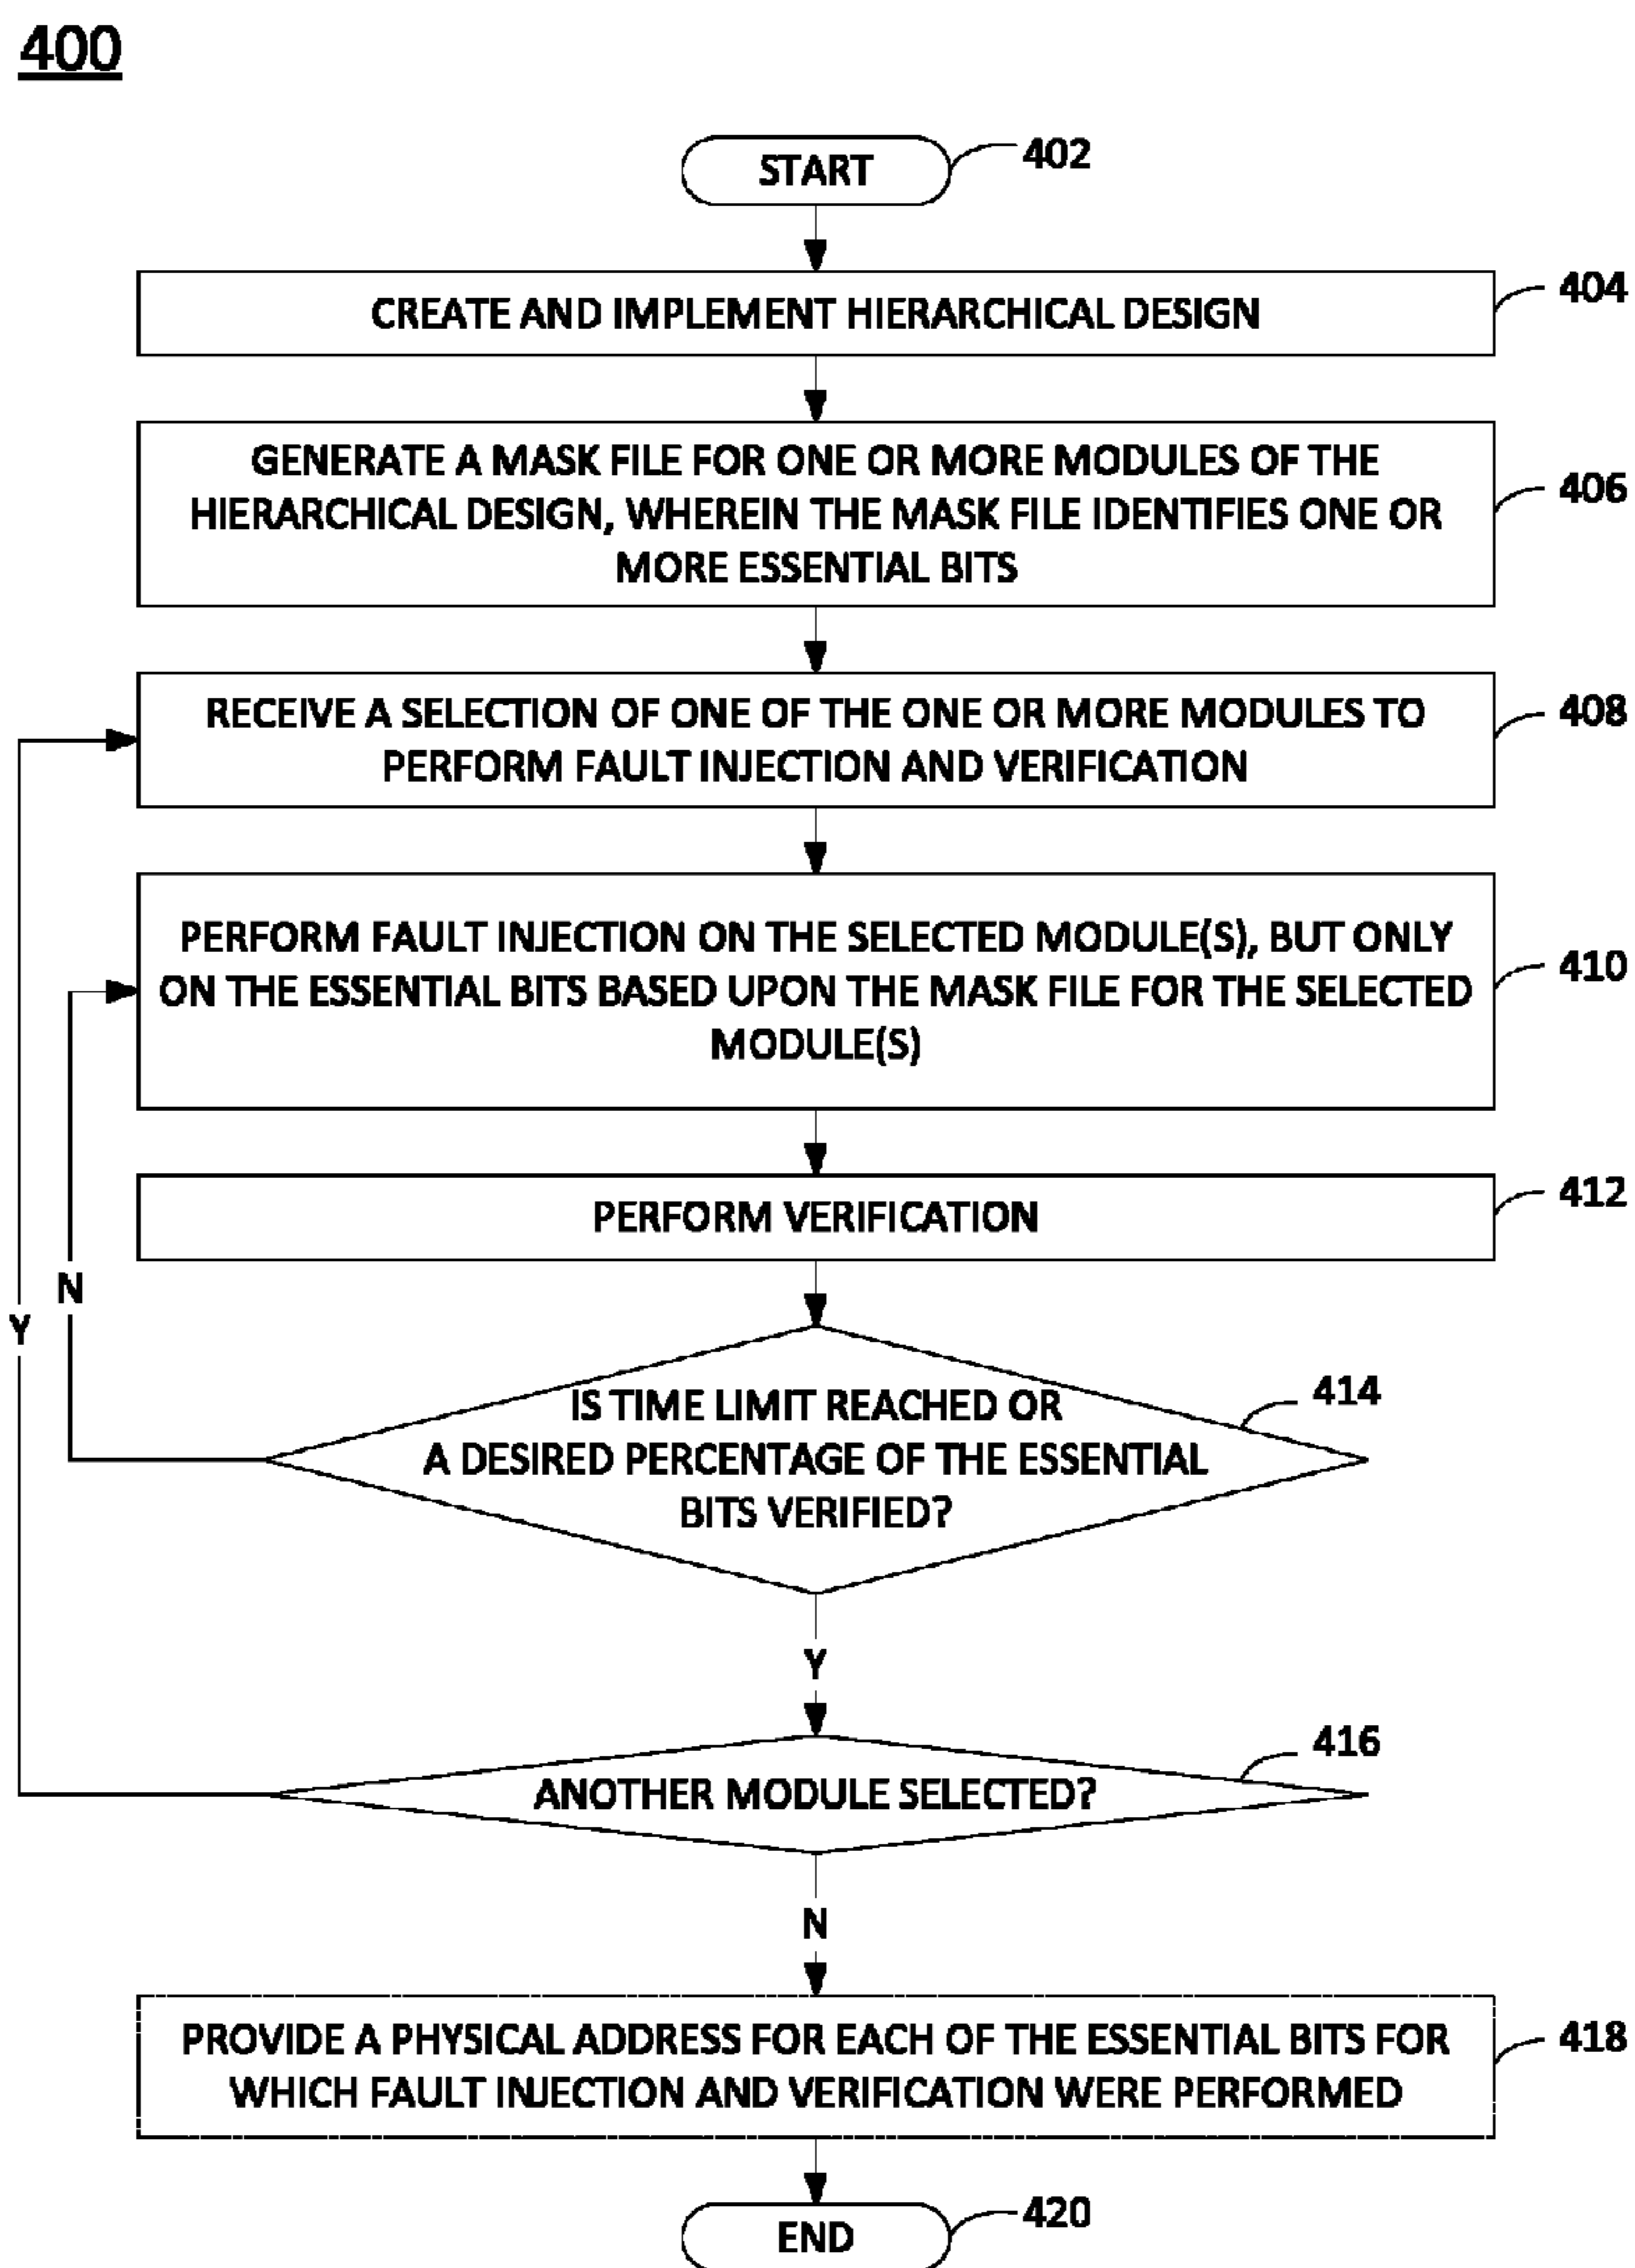 400
START
402
CREATE AND IMPLEMENT HIERARCHICAL DESIGN
404
GENERATE A MASK FILE FOR ONE OR MORE MODULES OF THE
HIERARCHICAL DESIGN, WHEREIN THE MASK FILE IDENTIFIES ONE OR
MORE ESSENTIAL BITS
406
RECEIVE A SELECTION OF ONE OF THE ONE OR MORE MODULES TO
PERFORM FAULT INJECTION AND VERIFICATION
408
PERFORM FAULT INJECTION ON THE SELECTED MODULE(S), BUT ONLY
ON THE ESSENTIAL BITS BASED UPON THE MASK FILE FOR THE SELECTED
MODULE(S)
410
PERFORM VERIFICATION
412
N
Y
IS TIME LIMIT REACHED OR
A DESIRED PERCENTAGE OF THE ESSENTIAL
BITS VERIFIED?
414
Y
ANOTHER MODULE SELECTED?
416
N
PROVIDE A PHYSICAL ADDRESS FOR EACH OF THE ESSENTIAL BITS FOR
WHICH FAULT INJECTION AND VERIFICATION WERE PERFORMED
418
END
420